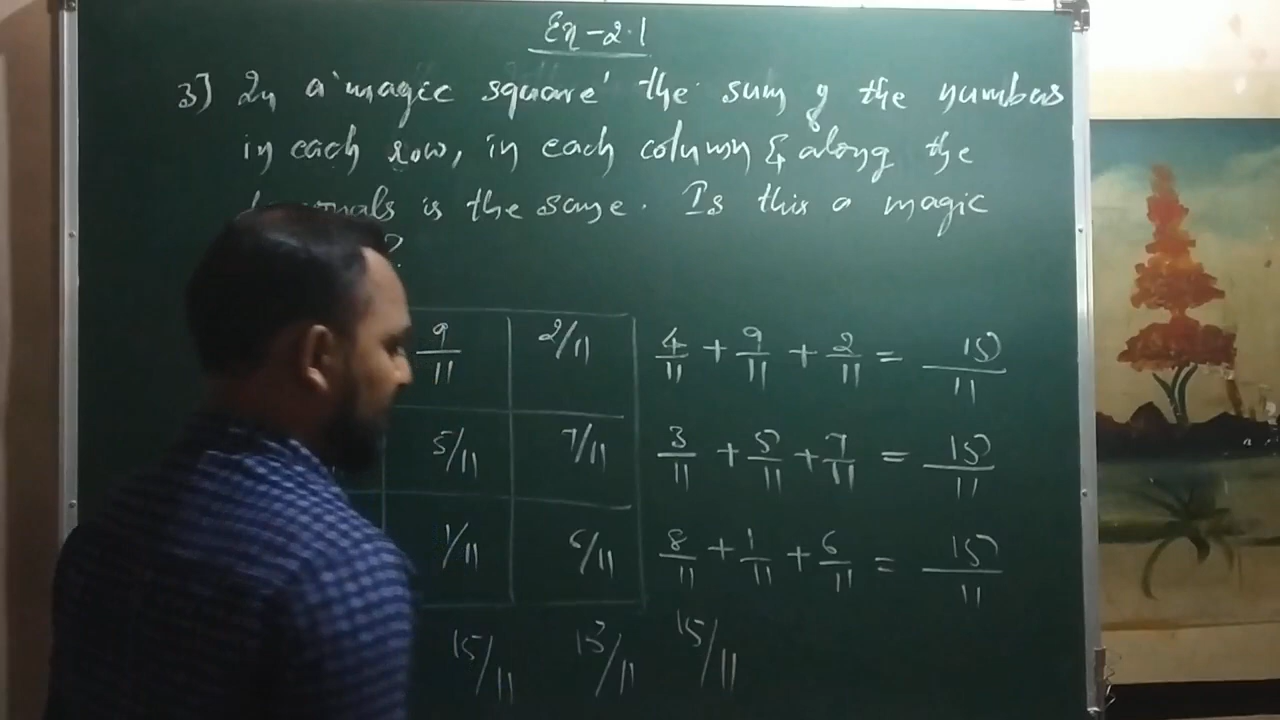 Ex-2.1
3] In a 'magic square' the sum of the numbers
in each row, in each column & along the
is the same. Is this a magic
?
9/11 2/11 4/11 + 9/11 + 2/11 = 15/11
5/11 7/11 3/11 + 5/11 + 7/11 = 15/11
1/11 6/11 8/11 + 1/11 + 6/11 = 15/11
15/11 15/11 15/11